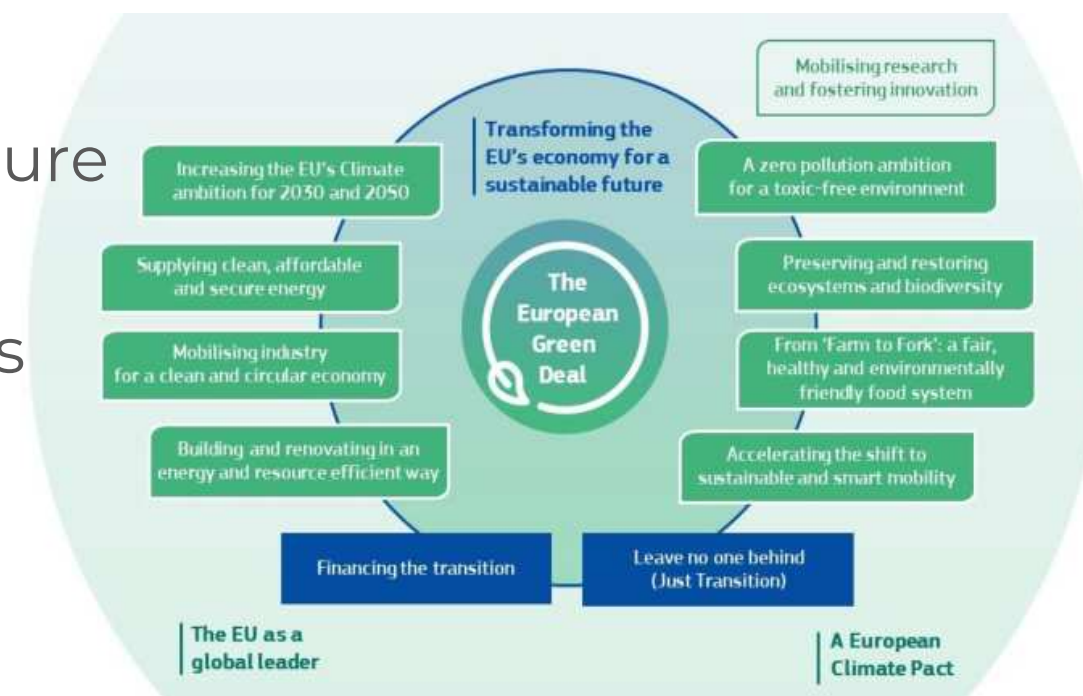 Mobilising research
and fostering innovation
Transforming the
EU's economy for a
sustainable future
ure
Increasing the EU's Climate
ambition for 2030 and 2050
A zero pollution ambition
for a toxic-free environment
Supplying clean, affordable
and secure energy
The
European
Green
Deal
Preserving and restoring
ecosystems and biodiversity
s
Mobilising industry
for a clean and circular economy
From 'Farm to Fork': a fair,
healthy and environmentally
friendly food system
Building and renovating in an
energy and resource efficient way
Accelerating the shift to
sustainable and smart mobility
Financing the transition
Leave no one behind
(Just Transition)
The EU as a
global leader
A European
Climate Pact